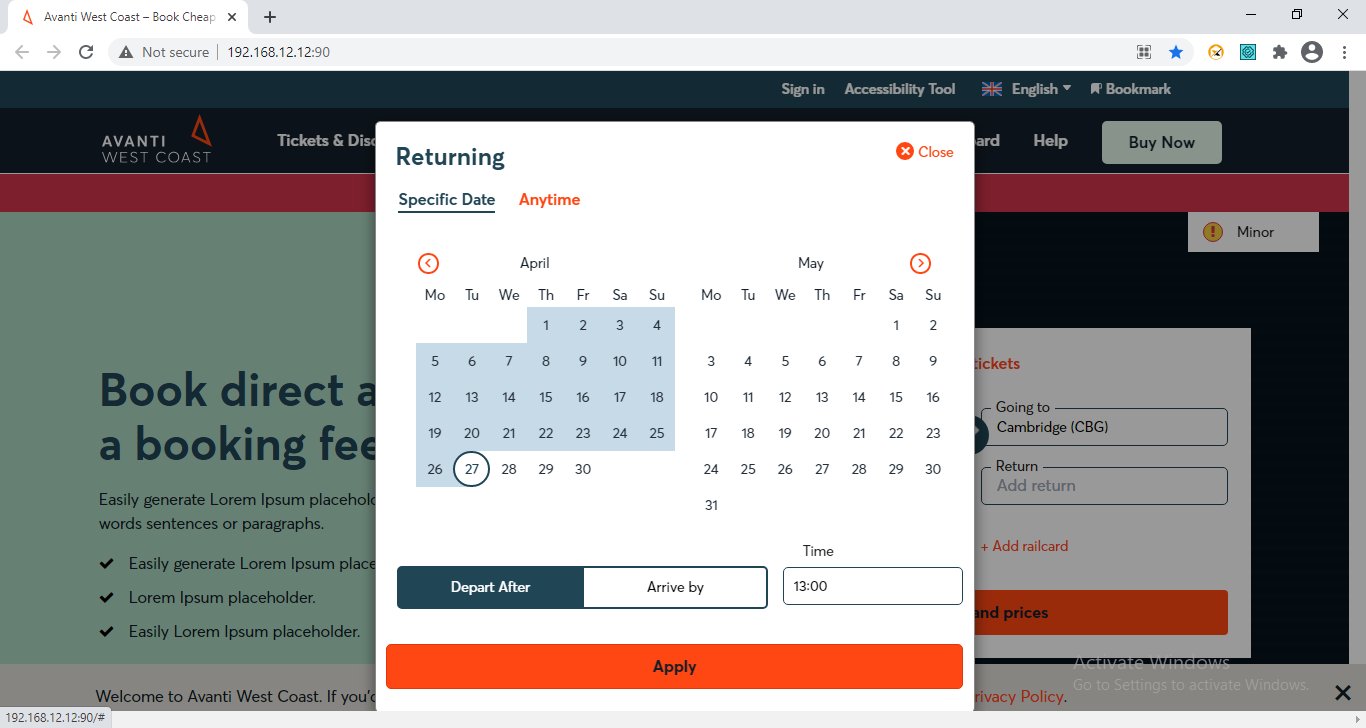 Avanti West Coast – Book Cheap
Not secure 192.168.12.12:90
Sign in Accessibility Tool English Bookmark
AVANTI
WEST COAST
Tickets & Disc
ard
Help
Buy Now
Returning
Close
Specific Date Anytime
Minor
April
Mo Tu We Th Fr Sa Su
1 2 3 4
5 6 7 8 9 10 11
12 13 14 15 16 17 18
19 20 21 22 23 24 25
26 27 28 29 30
May
Mo Tu We Th Fr Sa Su
1 2
3 4 5 6 7 8 9
10 11 12 13 14 15 16
17 18 19 20 21 22 23
24 25 26 27 28 29 30
31
Time
Depart After Arrive by 13:00
Apply
Book direct a
a booking fee
Easily generate Lorem Ipsum placehold
words sentences or paragraphs.
Easily generate Lorem Ipsum place
Lorem Ipsum placeholder.
Easily Lorem Ipsum placeholder.
tickets
Going to
Cambridge (CBG)
Return
Add return
+ Add railcard
and prices
Activate Windows
Go to Settings to activate Windows.
Welcome to Avanti West Coast. If you'c
rivacy Policy.
192.168.12.12:90/#